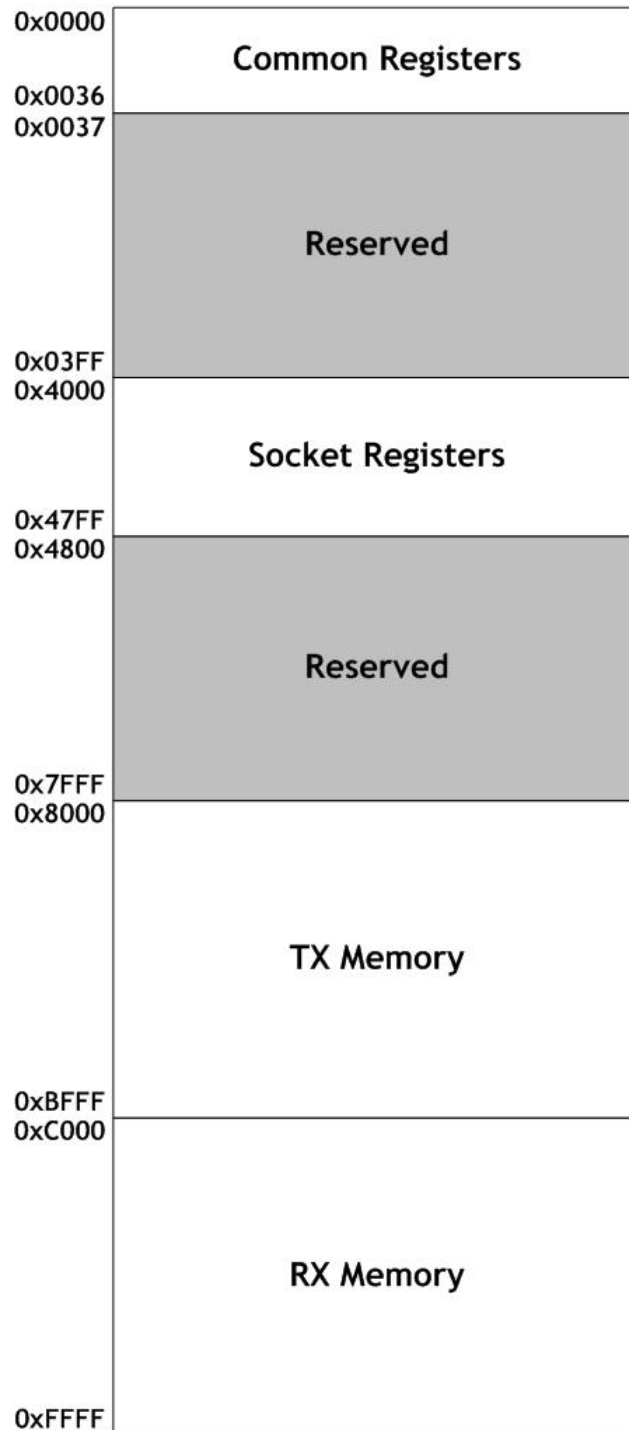 0x0000
Common Registers
0x0036
0x0037
Reserved
0x03FF
0x4000
Socket Registers
0x47FF
0x4800
Reserved
0x7FFF
0x8000
TX Memory
0xBFFF
0xC000
RX Memory
0xFFFF